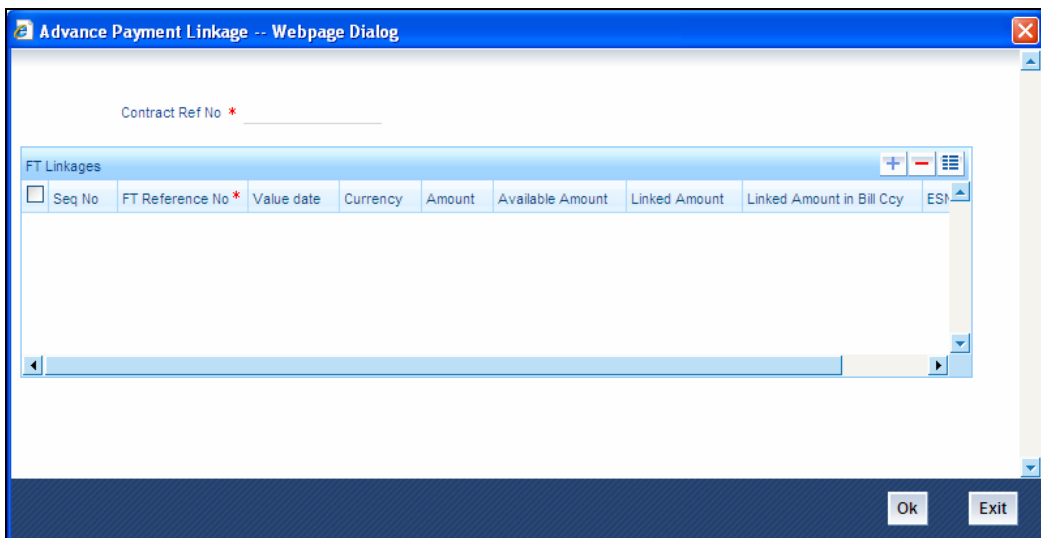 Advance Payment Linkage -- Webpage Dialog
Contract Ref No *
FT Linkages
Seq No FT Reference No * Value date Currency Amount Available Amount Linked Amount Linked Amount in Bill Ccy
Ok Exit